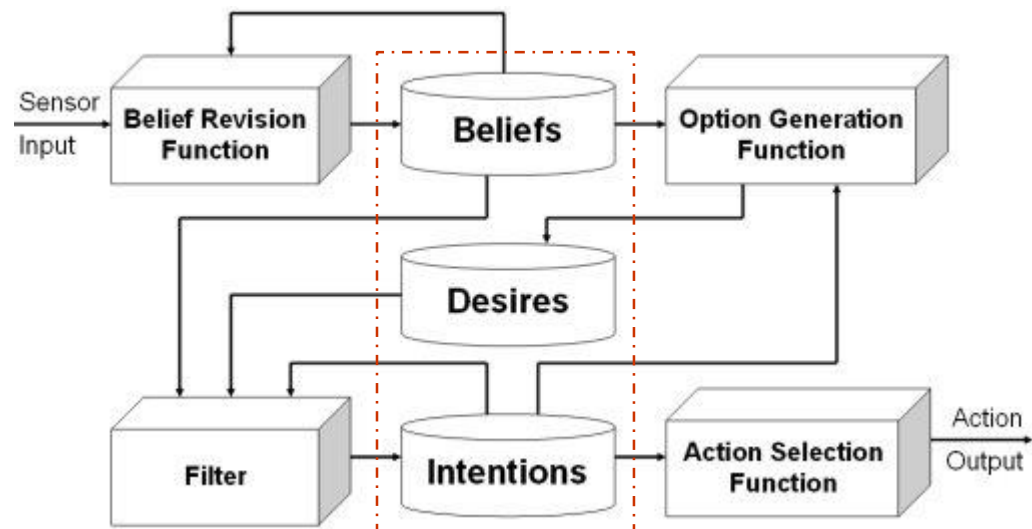 Sensor
Input
Belief Revision
Function
Beliefs
Option Generation
Function
Desires
Filter
Intentions
Action Selection
Function
Action
Output